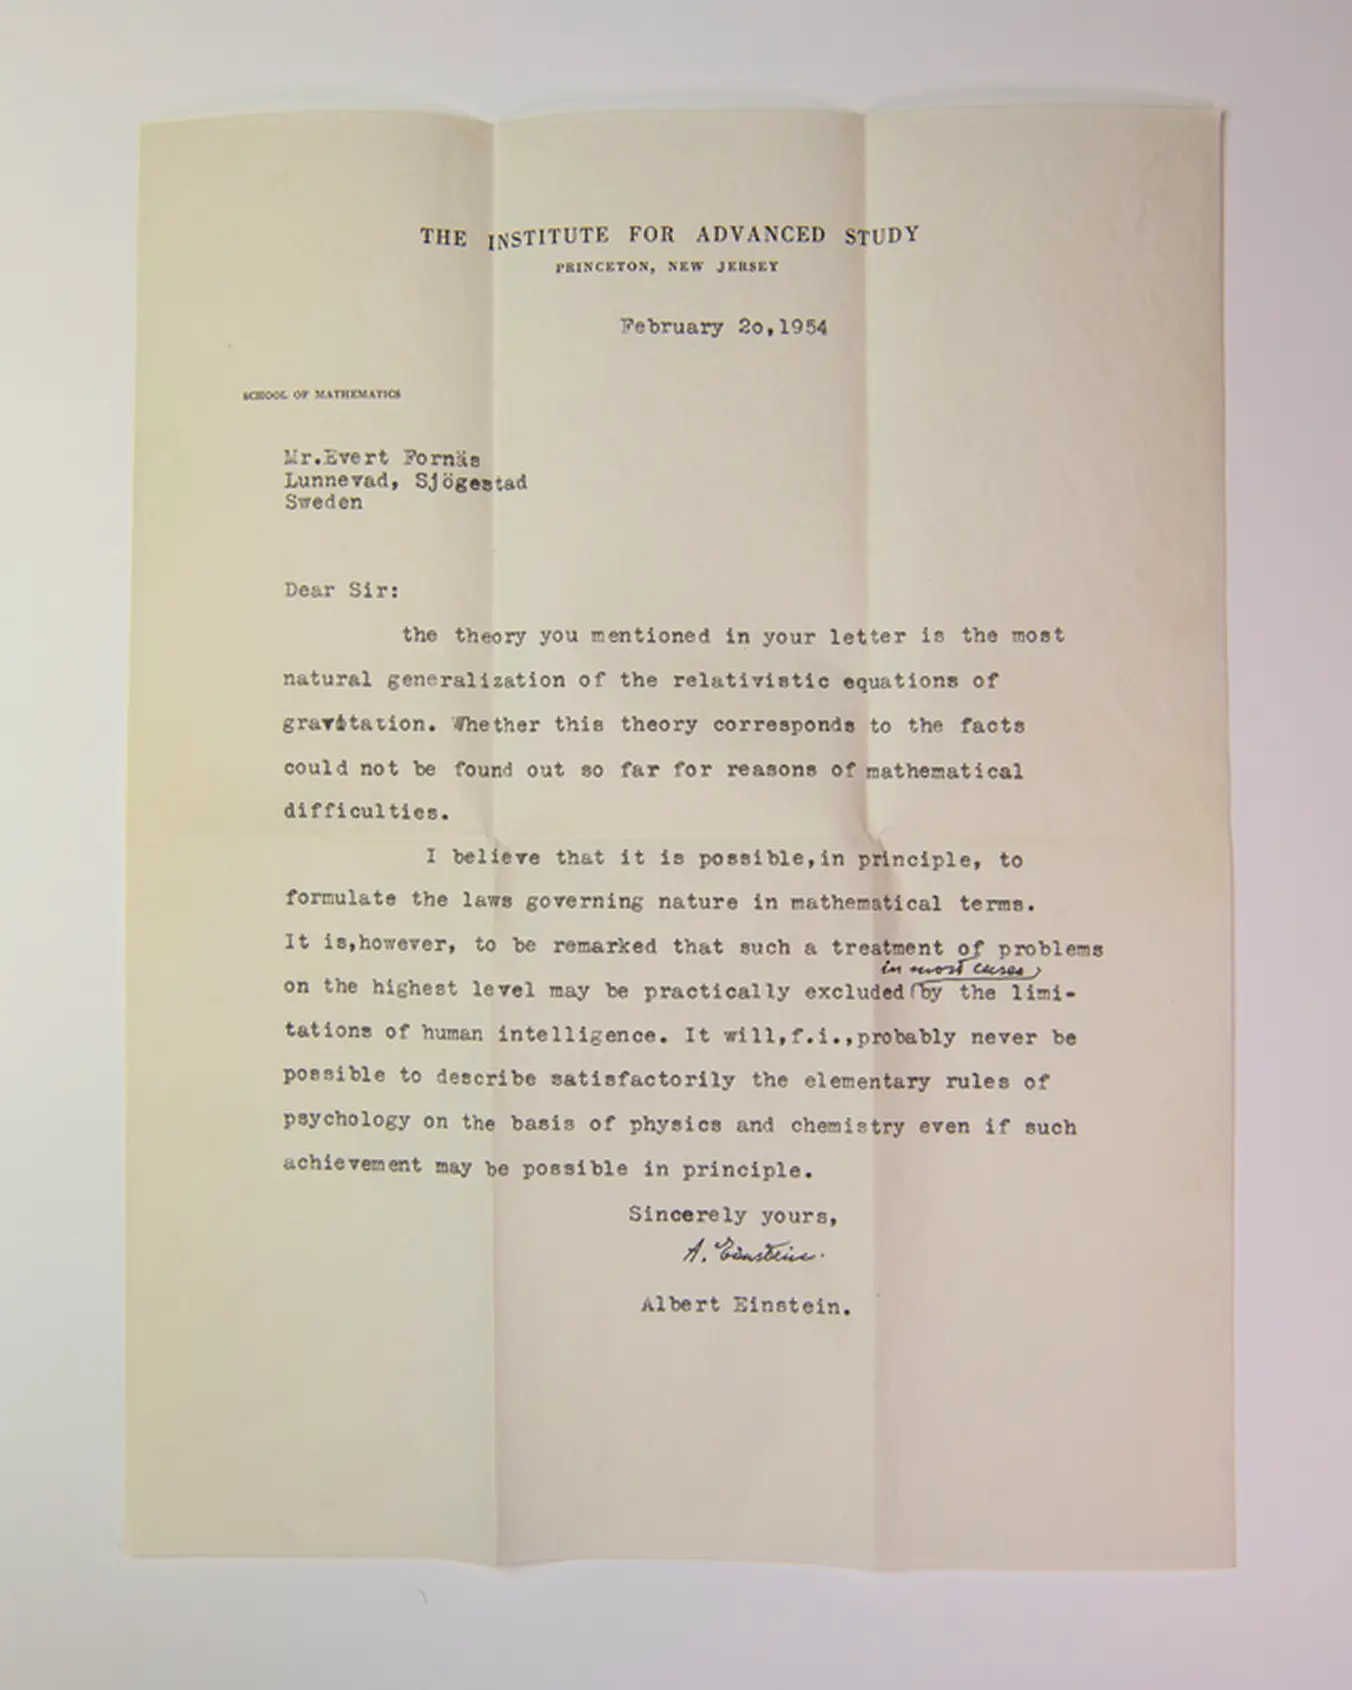 THE INSTITUTE FOR ADVANCED STUDY
PRINCETON, NEW JERSEY
February 2o,1954
SCHOOL OF MATHEMATICS
Mr.Evert Fornäs
Lunnevad, Sjögestad
Sweden
Dear Sir:
the theory you mentioned in your letter is the most
natural generalization of the relativistic equations of
gravitation. Whether this theory corresponds to the facts
could not be found out so far for reasons of mathematical
difficulties.
I believe that it is possible,in principle, to
formulate the laws governing nature in mathematical terms.
It is,however, to be remarked that such a treatment of problems
in most cases
on the highest level may be practically excluded by the limi-
tations of human intelligence. It will,f.i.,probably never be
possible to describe satisfactorily the elementary rules of
psychology on the basis of physics and chemistry even if such
achievement may be possible in principle.
Sincerely yours,
A. Einstein.
Albert Einstein.